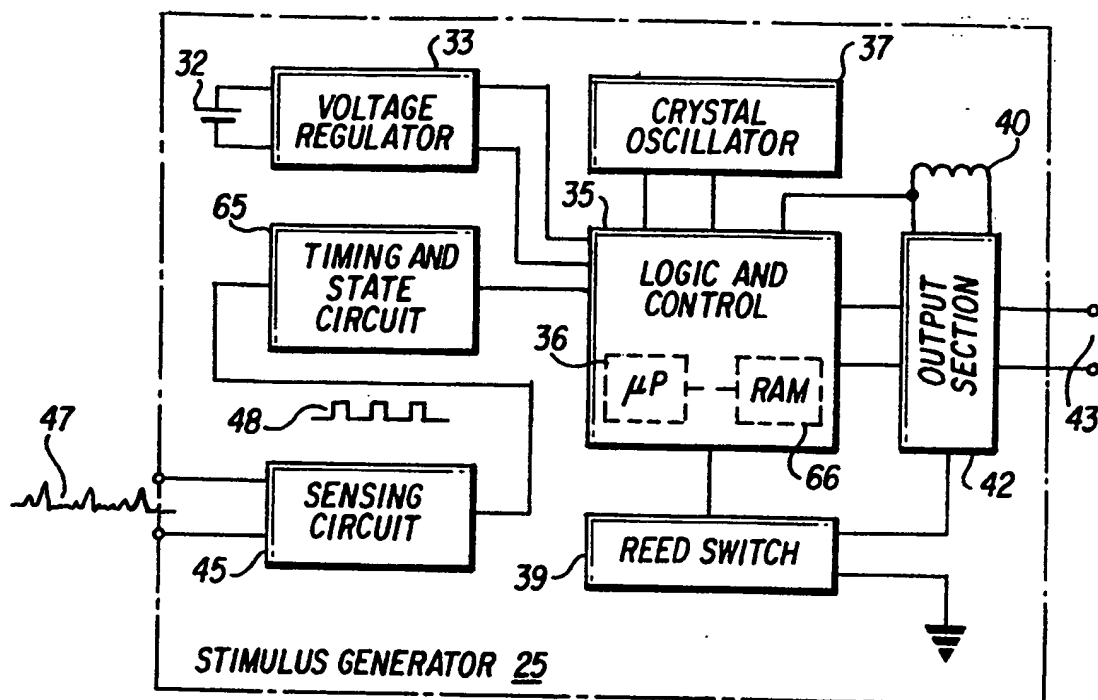 32
33
VOLTAGE
REGULATOR
37
CRYSTAL
OSCILLATOR
40
65
TIMING AND
STATE
CIRCUIT
35
LOGIC AND
CONTROL
36
μP
RAM
66
OUTPUT
SECTION
43
42
47
48
SENSING
CIRCUIT
45
REED SWITCH
39
STIMULUS GENERATOR 25